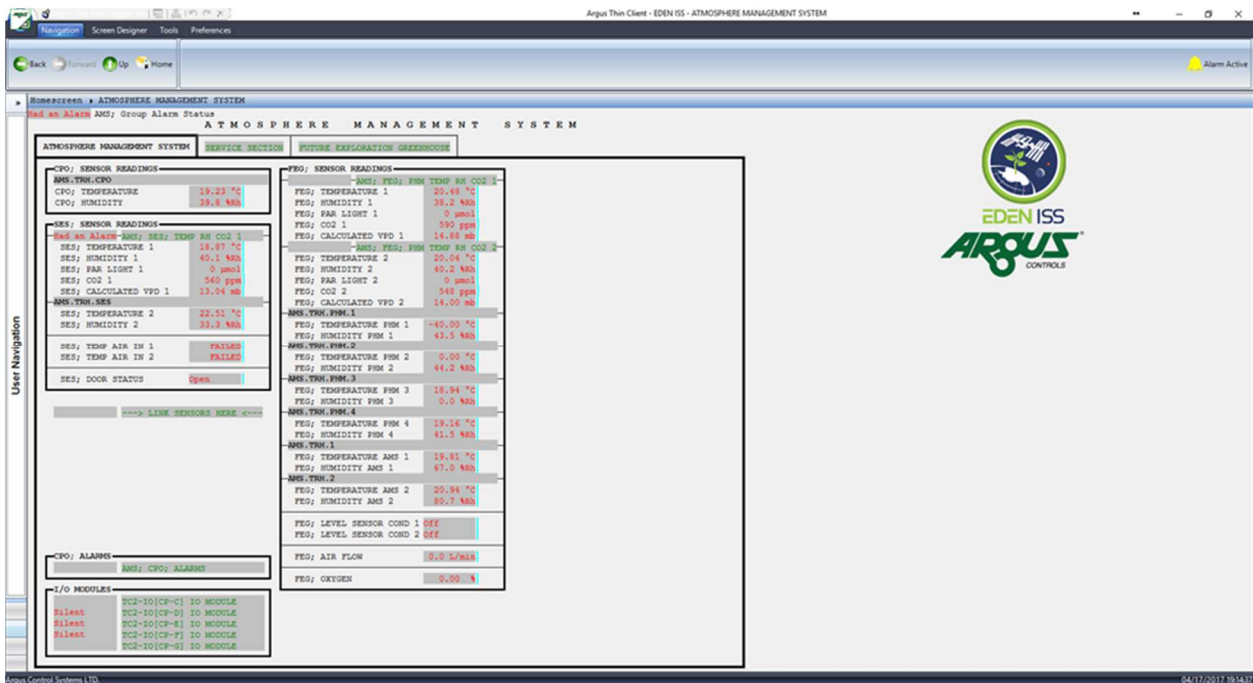 Argus Thin Client - EDEN ISS - ATMOSPHERE MANAGEMENT SYSTEM
Navigation Screen Designer Tools Preferences
Back Forward Up Home
Alarm Active
Homescreen ATMOSPHERE MANAGEMENT SYSTEM
Had an Alarm AMS; Group Alarm Status
ATMOSPHERE MANAGEMENT SYSTEM
ATMOSPHERE MANAGEMENT SYSTEM SERVICE SECTION FUTURE EXPLORATION GREENHOUSE
User Navigation
CPO; SENSOR READINGS
AMS.TRH.CPO
CPO; TEMPERATURE 19.23 °C
CPO; HUMIDITY 39.8 %Rh
SES; SENSOR READINGS
Had an Alarm AMS; SES; TEMP RH CO2 1
SES; TEMPERATURE 1 18.87 °C
SES; HUMIDITY 1 40.1 %Rh
SES; PAR LIGHT 1 0 µmol
SES; CO2 1 560 ppm
SES; CALCULATED VPD 1 13.04 mb
AMS.TRH.SES
SES; TEMPERATURE 2 22.51 °C
SES; HUMIDITY 2 33.3 %Rh
SES; TEMP AIR IN 1 FAILED
SES; TEMP AIR IN 2 FAILED
SES; DOOR STATUS Open
---> LINK SENSORS HERE <---
CPO; ALARMS
AMS; CPO; ALARMS
I/O MODULES
TC2-IO[CP-C] IO MODULE
Silent TC2-IO[CP-D] IO MODULE
Silent TC2-IO[CP-E] IO MODULE
Silent TC2-IO[CP-F] IO MODULE
TC2-IO[CP-G] IO MODULE
FEG; SENSOR READINGS
AMS; FEG; PHM TEMP RH CO2 1
FEG; TEMPERATURE 1 20.48 °C
FEG; HUMIDITY 1 38.2 %Rh
FEG; PAR LIGHT 1 0 µmol
FEG; CO2 1 590 ppm
FEG; CALCULATED VPD 1 14.88 mb
AMS; FEG; PHM TEMP RH CO2 2
FEG; TEMPERATURE 2 20.04 °C
FEG; HUMIDITY 2 40.2 %Rh
FEG; PAR LIGHT 2 0 µmol
FEG; CO2 2 548 ppm
FEG; CALCULATED VPD 2 14.00 mb
AMS.TRH.PHM.1
FEG; TEMPERATURE PHM 1 -40.00 °C
FEG; HUMIDITY PHM 1 43.5 %Rh
AMS.TRH.PHM.2
FEG; TEMPERATURE PHM 2 0.00 °C
FEG; HUMIDITY PHM 2 44.2 %Rh
AMS.TRH.PHM.3
FEG; TEMPERATURE PHM 3 18.94 °C
FEG; HUMIDITY PHM 3 0.0 %Rh
AMS.TRH.PHM.4
FEG; TEMPERATURE PHM 4 19.16 °C
FEG; HUMIDITY PHM 4 41.5 %Rh
AMS.TRH.1
FEG; TEMPERATURE AMS 1 19.81 °C
FEG; HUMIDITY AMS 1 67.0 %Rh
AMS.TRH.2
FEG; TEMPERATURE AMS 2 20.94 °C
FEG; HUMIDITY AMS 2 80.7 %Rh
FEG; LEVEL SENSOR COND 1 Off
FEG; LEVEL SENSOR COND 2 Off
FEG; AIR FLOW 0.0 L/min
FEG; OXYGEN 0.00 %
EDEN ISS
ARGUS
CONTROLS
Argus Control Systems LTD.
04/17/2017 19:14:37